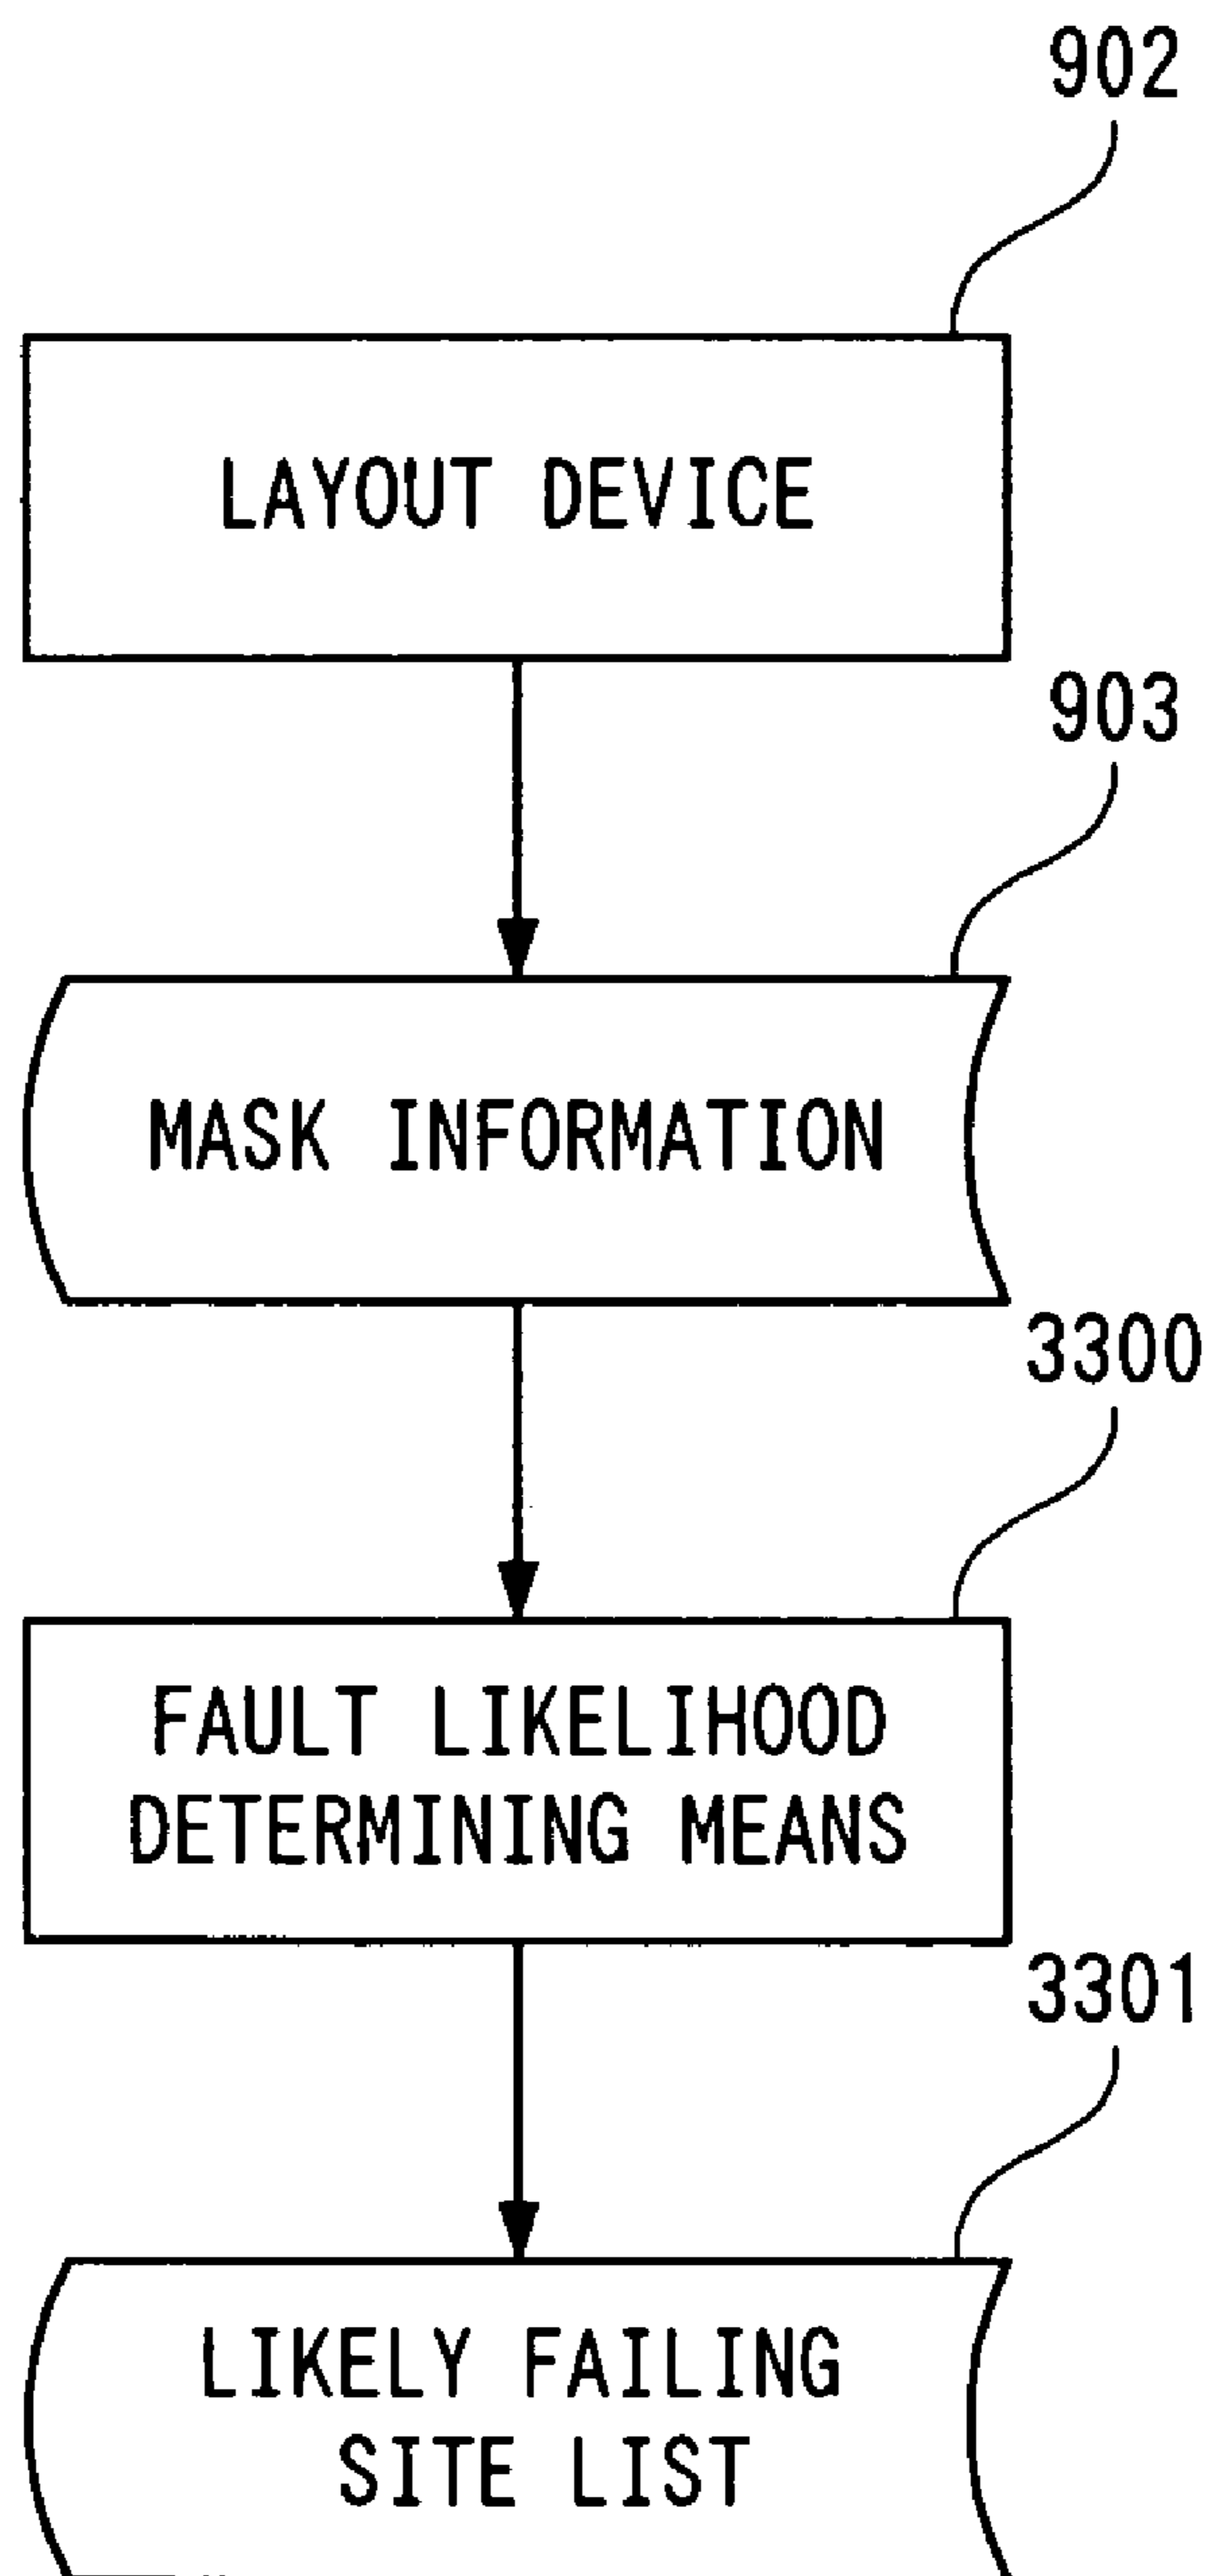 902
LAYOUT DEVICE
903
MASK INFORMATION
3300
FAULT LIKELIHOOD
DETERMINING MEANS
3301
LIKELY FAILING
SITE LIST